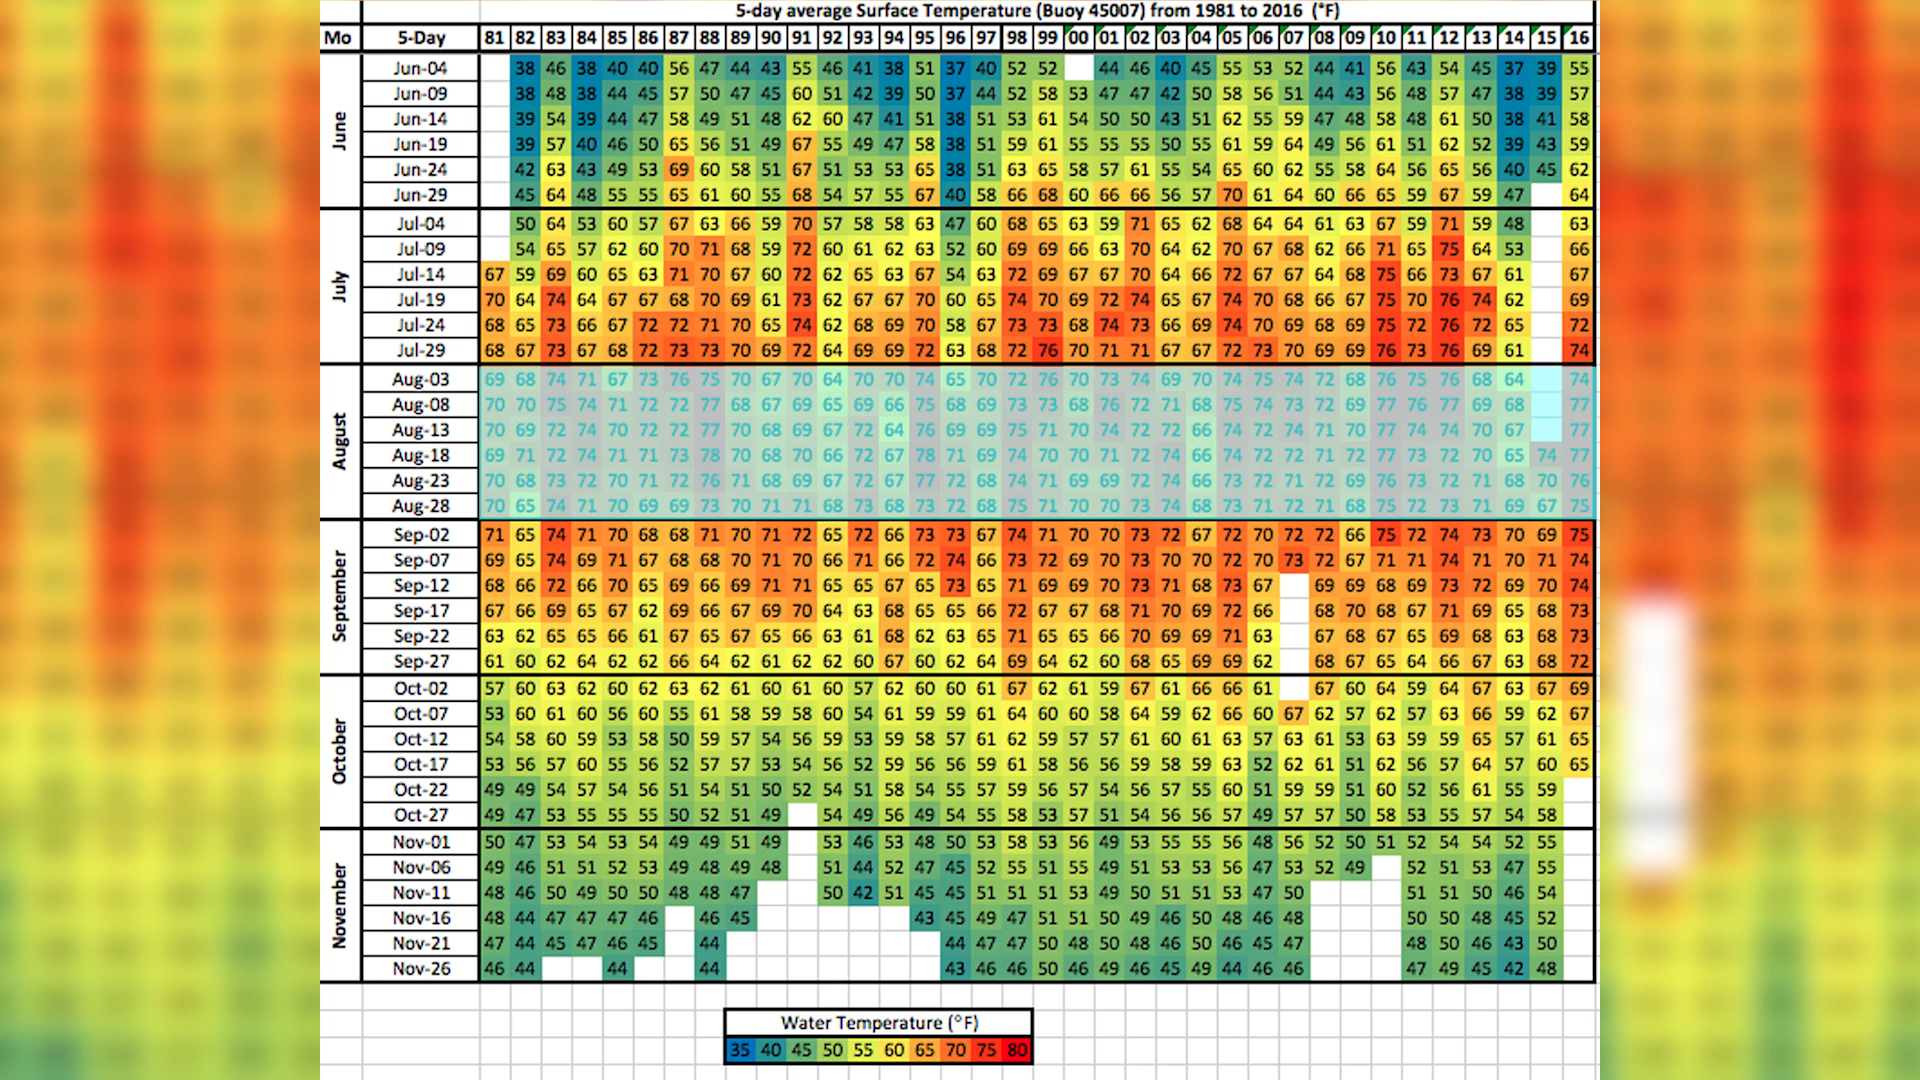 5-day average Surface Temperature (Buoy 45007) from 1981 to 2016 (°F)
Mo 5-Day 81 82 83 84 85 86 87 88 89 90 91 92 93 94 95 96 97 98 99 00 01 02 03 04 05 06 07 08 09 10 11 12 13 14 15 16
June
Jun-04 38 46 38 40 40 56 47 44 43 55 46 41 38 51 37 40 52 52 44 46 40 45 55 53 52 44 41 56 43 54 45 37 39 55
Jun-09 38 48 38 44 45 57 50 47 45 60 51 42 39 50 37 44 52 58 53 47 47 42 50 58 56 51 44 43 56 48 57 47 38 39 57
Jun-14 39 54 39 44 47 58 49 51 48 62 60 47 41 51 38 51 53 61 54 50 50 43 51 62 55 59 47 48 58 48 61 50 38 41 58
Jun-19 39 57 40 46 50 65 56 51 49 67 55 49 47 58 38 51 59 61 55 55 55 50 55 61 59 64 49 56 61 51 62 52 39 43 59
Jun-24 42 63 43 49 53 69 60 58 51 67 51 53 53 65 38 51 63 65 58 57 61 55 54 65 60 62 55 58 64 56 65 56 40 45 62
Jun-29 45 64 48 55 55 65 61 60 55 68 54 57 55 67 40 58 66 68 60 66 66 56 57 70 61 64 60 66 65 59 67 59 47 64
July
Jul-04 50 64 53 60 57 67 63 66 59 70 57 58 58 63 47 60 68 65 63 59 71 65 62 68 64 64 61 63 67 59 71 59 48 63
Jul-09 54 65 57 62 60 70 71 68 59 72 60 61 62 63 52 60 69 69 66 63 70 64 62 70 67 68 62 66 71 65 75 64 53 66
Jul-14 67 59 69 60 65 63 71 70 67 60 72 62 65 63 67 54 63 72 69 67 67 70 64 66 72 67 67 64 68 75 66 73 67 61 67
Jul-19 70 64 74 64 67 67 68 70 69 61 73 62 67 67 70 60 65 74 70 69 72 74 65 67 74 70 68 66 67 75 70 76 74 62 69
Jul-24 68 65 73 66 67 72 72 71 70 65 74 62 68 69 70 58 67 73 73 68 74 73 66 69 74 70 69 68 69 75 72 76 72 65 72
Jul-29 68 67 73 67 68 72 73 73 70 69 72 64 69 69 72 63 68 72 76 70 71 71 67 67 72 73 70 69 69 76 73 76 69 61 74
August
Aug-03 69 68 74 71 67 73 76 75 70 67 70 64 70 70 74 65 70 72 76 70 73 74 69 70 74 75 74 72 68 76 75 76 68 64 74
Aug-08 70 70 75 74 71 72 72 77 68 67 69 65 69 66 75 68 69 73 73 68 76 72 71 68 75 74 73 72 69 77 76 77 69 68 77
Aug-13 70 69 72 74 70 72 72 77 70 68 69 67 72 64 76 69 69 75 71 70 74 72 72 66 74 72 74 71 70 77 74 74 70 67 77
Aug-18 69 71 72 74 71 71 73 78 70 68 70 66 72 67 78 71 69 74 70 70 71 72 74 66 74 72 72 71 72 77 73 72 70 65 74 77
Aug-23 70 68 73 72 70 71 72 76 71 68 69 67 72 67 77 72 68 74 71 69 69 72 74 66 73 72 71 72 69 76 73 72 71 68 70 76
Aug-28 70 65 74 71 70 69 69 73 70 71 71 68 73 68 73 72 68 75 71 70 70 73 74 68 73 71 72 71 68 75 72 73 71 69 67 75
September
Sep-02 71 65 74 71 70 68 68 71 70 71 72 65 72 66 73 73 67 74 71 70 70 73 72 67 72 70 72 72 66 75 72 74 73 70 69 75
Sep-07 69 65 74 69 71 67 68 68 70 71 70 66 71 66 72 74 66 73 72 69 70 73 70 70 72 70 73 72 67 71 71 74 71 70 71 74
Sep-12 68 66 72 66 70 65 69 66 69 71 71 65 65 67 65 73 65 71 69 69 70 73 71 68 73 67 69 69 68 69 73 72 69 70 74
Sep-17 67 66 69 65 67 62 69 66 67 69 70 64 63 68 65 65 66 72 67 67 68 71 70 69 72 66 68 70 68 67 71 69 65 68 73
Sep-22 63 62 65 65 66 61 67 65 67 65 66 63 61 68 62 63 65 71 65 65 66 70 69 69 71 63 67 68 67 65 69 68 63 68 73
Sep-27 61 60 62 64 62 62 66 64 62 61 62 62 60 67 60 62 64 69 64 62 60 68 65 69 69 62 68 67 65 64 66 67 63 68 72
October
Oct-02 57 60 63 62 60 62 63 62 61 60 61 60 57 62 60 60 61 67 62 61 59 67 61 66 66 61 67 60 64 59 64 67 63 67 69
Oct-07 53 60 61 60 56 60 55 61 58 59 58 60 54 61 59 59 61 64 60 60 58 64 59 62 66 60 67 62 57 62 57 63 66 59 62 67
Oct-12 54 58 60 59 53 58 50 59 57 54 56 59 53 59 58 57 61 62 59 57 57 61 60 61 63 57 63 61 53 63 59 59 65 57 61 65
Oct-17 53 56 57 60 55 56 52 57 57 53 54 56 52 59 56 56 59 61 58 56 56 59 58 59 63 52 62 61 51 62 56 57 64 57 60 65
Oct-22 49 49 54 57 54 56 51 54 51 50 52 54 51 58 54 55 57 59 56 57 54 56 57 55 60 51 59 59 51 60 52 56 61 55 59
Oct-27 49 47 53 55 55 55 50 52 51 49 54 49 56 49 54 55 58 53 57 51 54 56 56 57 49 57 57 50 58 53 55 57 54 58
November
Nov-01 50 47 53 54 53 54 49 49 51 49 53 46 53 48 50 53 58 53 56 49 53 55 55 56 48 56 52 50 51 52 54 54 52 55
Nov-06 49 46 51 51 52 53 49 48 49 48 51 44 52 47 45 52 55 51 55 49 51 53 53 56 47 53 52 49 52 51 53 47 55
Nov-11 48 46 50 49 50 50 48 48 47 50 42 51 45 45 51 51 51 53 49 50 51 51 53 47 50 51 51 50 46 54
Nov-16 48 44 47 47 47 46 46 45 43 45 49 47 51 51 50 49 46 50 48 46 48 50 50 48 45 52
Nov-21 47 44 45 47 46 45 44 44 47 47 50 48 50 48 46 50 46 45 47 48 50 46 43 50
Nov-26 46 44 44 44 43 46 46 50 46 49 46 45 49 44 46 46 47 49 45 42 48
Water Temperature (°F)
35 40 45 50 55 60 65 70 75 80